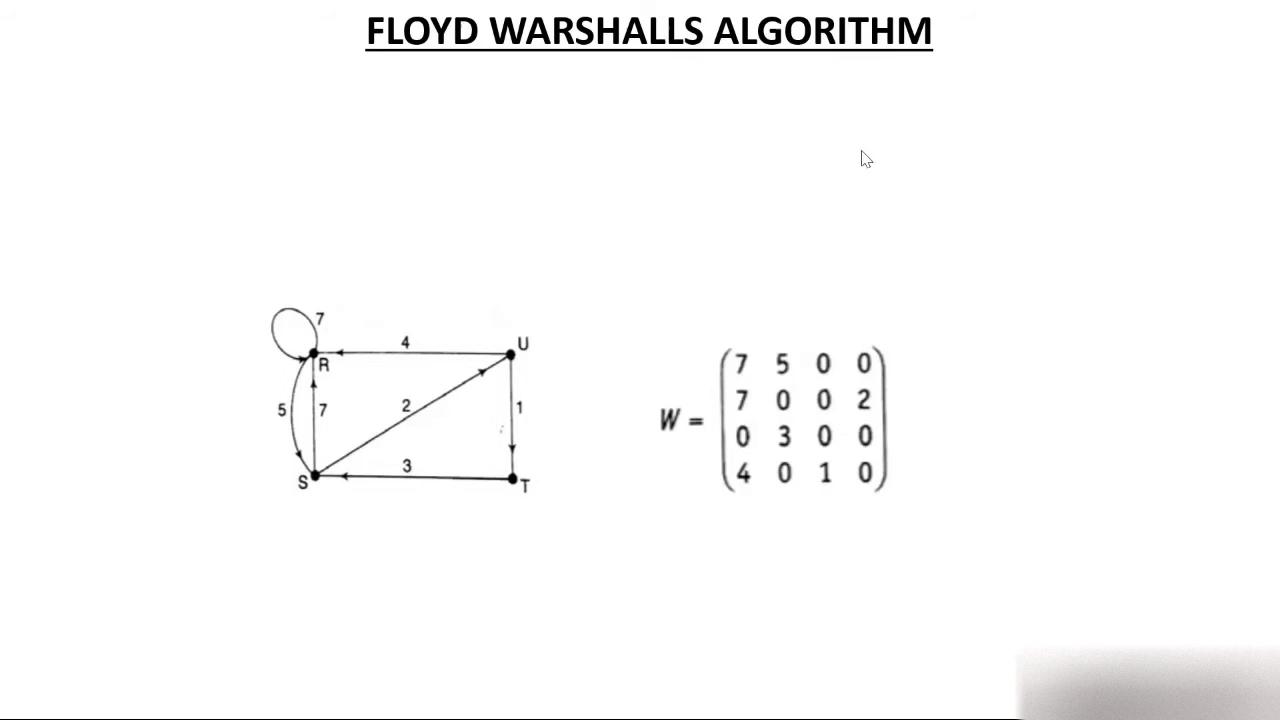 FLOYD WARSHALLS ALGORITHM
7
4
U
R
5
7
2
1
3
S
T
W =
7 5 0 0
7 0 0 2
0 3 0 0
4 0 1 0